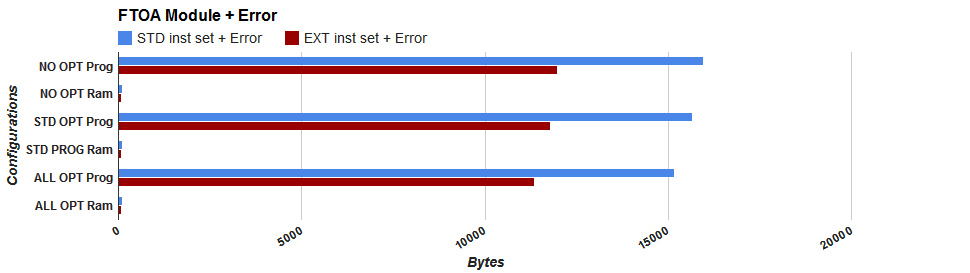 FTOA Module + Error
STD inst set + Error
EXT inst set + Error
Configurations
NO OPT Prog
NO OPT Ram
STD OPT Prog
STD PROG Ram
ALL OPT Prog
ALL OPT Ram
0
5000
10000
15000
20000
Bytes